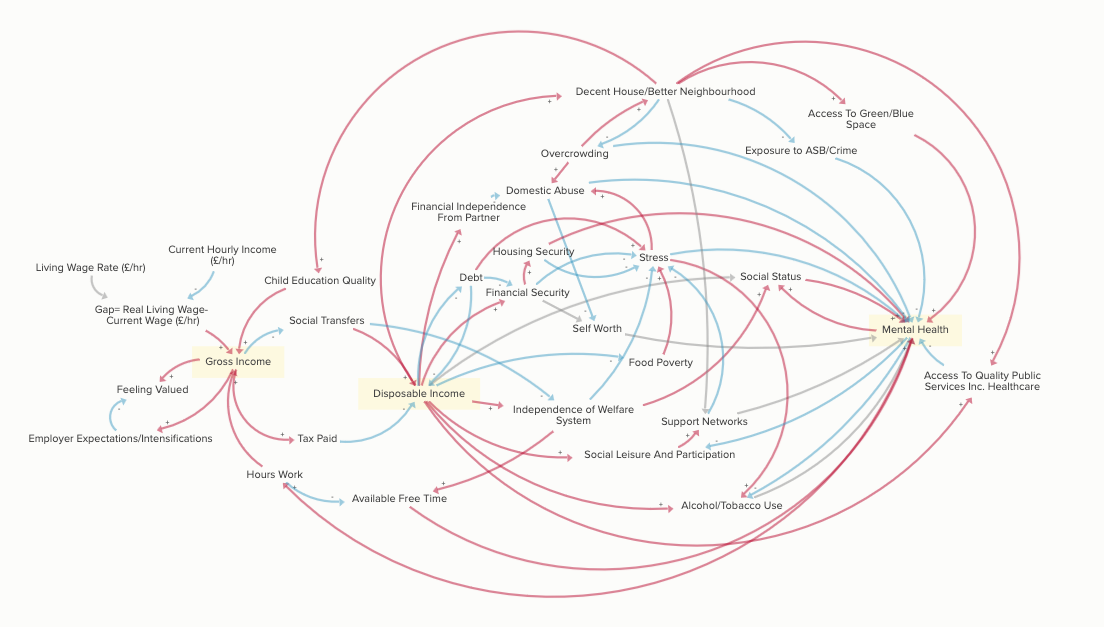 Decent House/Better Neighbourhood
Access To Green/Blue
Space
Overcrowding
Exposure to ASB/Crime
Domestic Abuse
Financial Independence
From Partner
Current Hourly Income
(£/hr)
Housing Security
Stress
Living Wage Rate (£/hr)
Child Education Quality
Debt
Social Status
Financial Security
Gap= Real Living Wage-
Current Wage (£/hr)
Social Transfers
Self Worth
Mental Health
Gross Income
Food Poverty
Access To Quality Public
Services Inc. Healthcare
Feeling Valued
Disposable Income
Independence of Welfare
System
Support Networks
Employer Expectations/Intensifications
Tax Paid
Social Leisure And Participation
Hours Work
Available Free Time
Alcohol/Tobacco Use